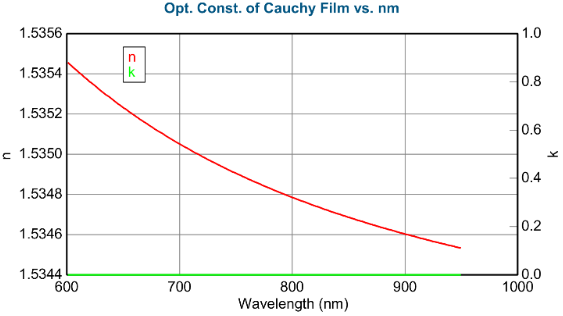 Opt. Const. of Cauchy Film vs. nm
1.5356
1.5354
1.5352
1.5350
1.5348
1.5346
1.5344
n
n
k
1.0
0.8
0.6
0.4
0.2
0.0
k
600 700 800 900 1000
Wavelength (nm)